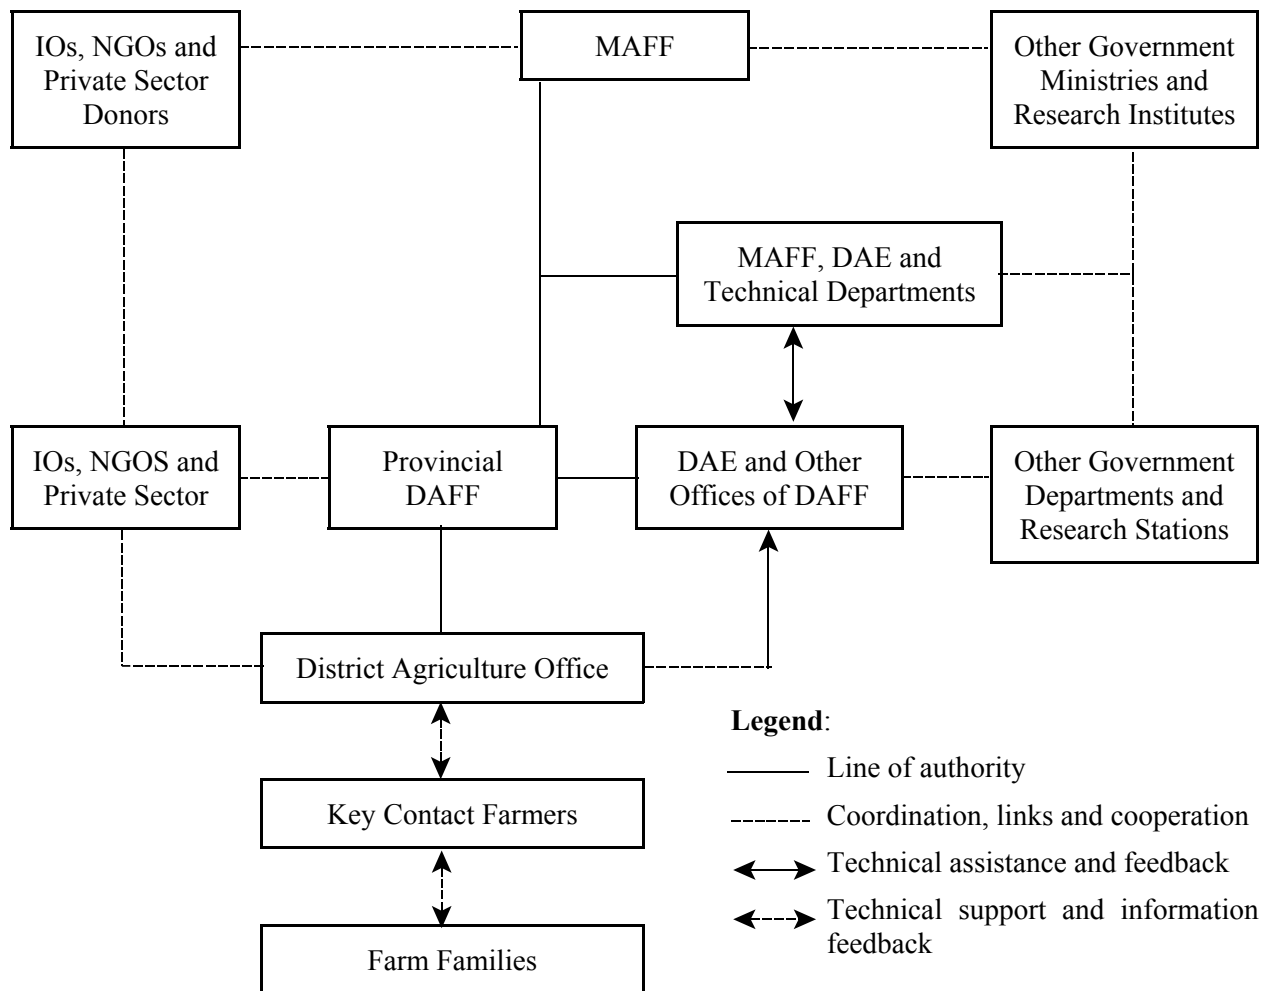 IOs, NGOs and
Private Sector
Donors
MAFF
Other Government
Ministries and
Research Institutes
MAFF, DAE and
Technical Departments
IOs, NGOS and
Private Sector
Provincial
DAFF
DAE and Other
Offices of DAFF
Other Government
Departments and
Research Stations
District Agriculture Office
Key Contact Farmers
Farm Families
Legend:
Line of authority
Coordination, links and cooperation
Technical assistance and feedback
Technical support and information
feedback